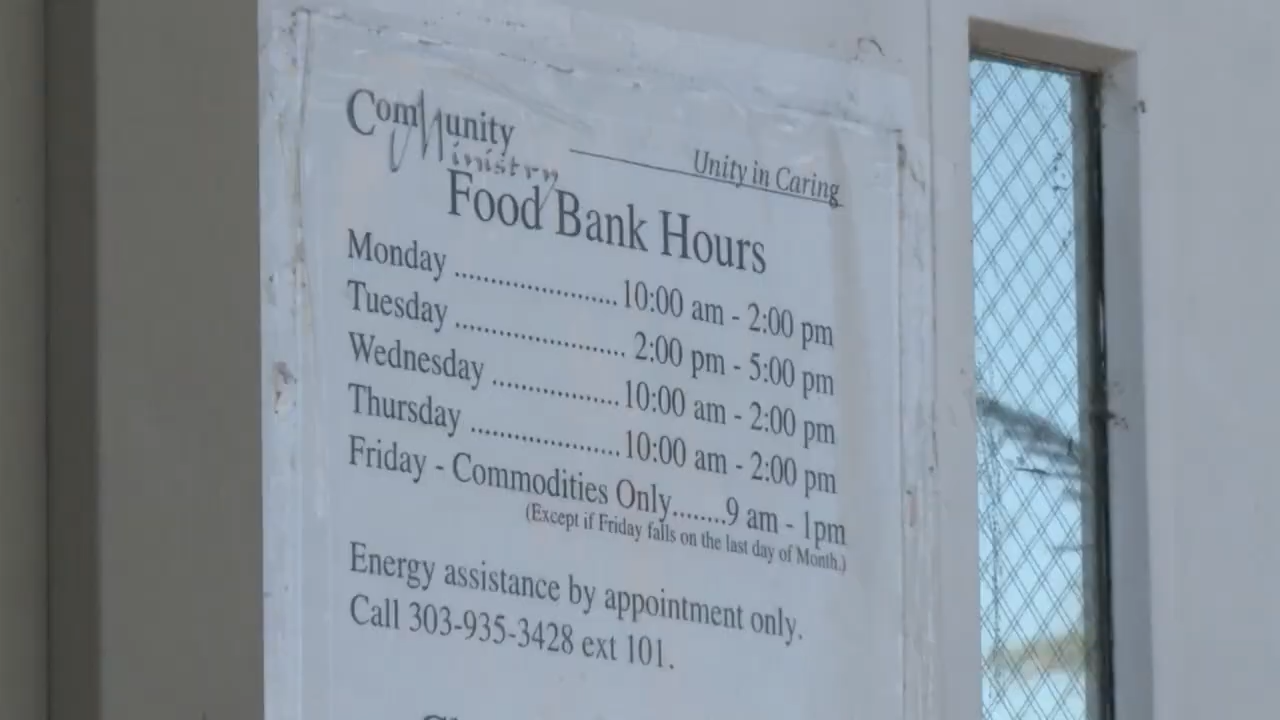 Community
Ministry
Unity in Caring
Food Bank Hours
Monday ......................10:00 am - 2:00 pm
Tuesday ....................... 2:00 pm - 5:00 pm
Wednesday .................10:00 am - 2:00 pm
Thursday ....................10:00 am - 2:00 pm
Friday - Commodities Only........9 am - 1pm
(Except if Friday falls on the last day of Month.)
Energy assistance by appointment only.
Call 303-935-3428 ext 101.